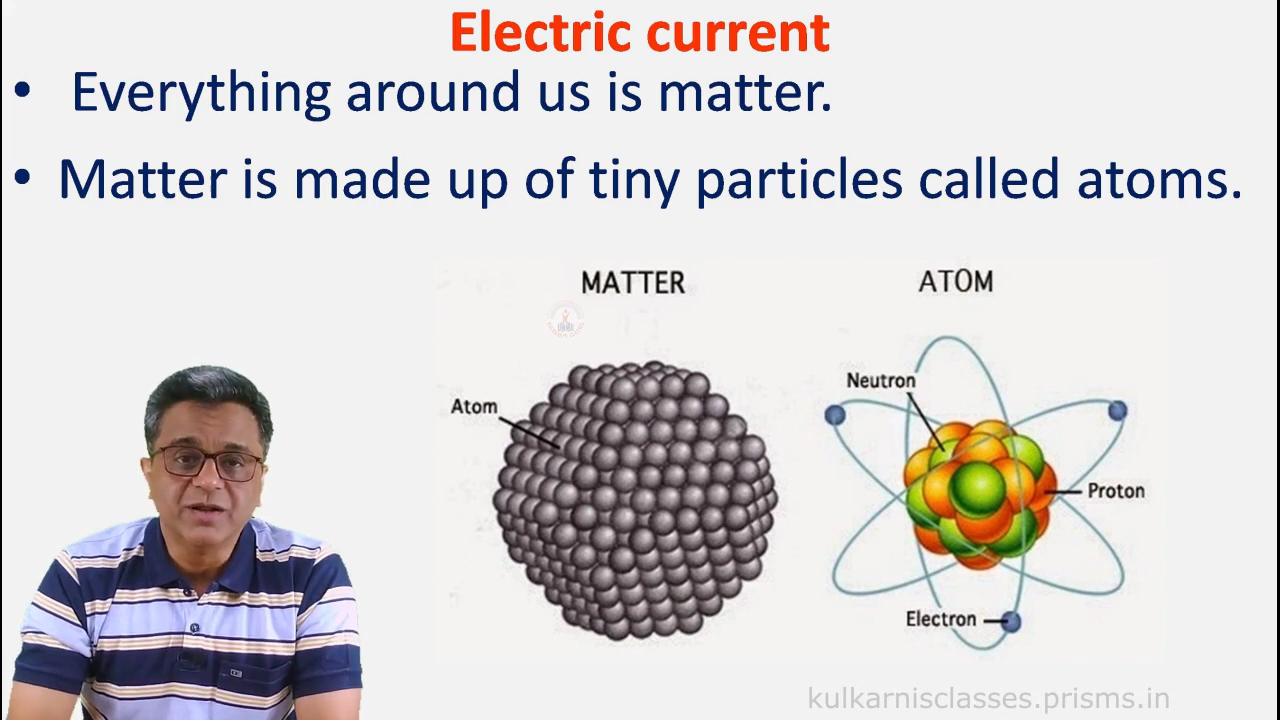 Electric current
• Everything around us is matter.
• Matter is made up of tiny particles called atoms.
MATTER
ATOM
Atom
Neutron
Proton
Electron
kulkarnisclasses.prisms.in